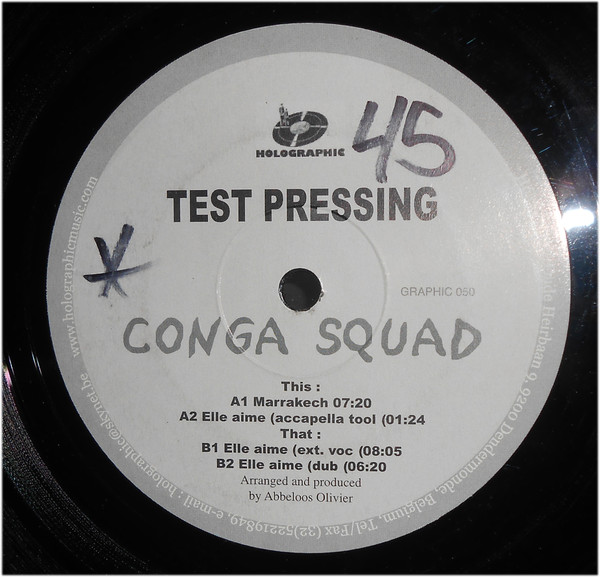 HOLOGRAPHIC
45
TEST PRESSING
GRAPHIC 050
CONGA SQUAD
This :
A1 Marrakech 07:20
A2 Elle aime (accapella tool (01:24
That :
B1 Elle aime (ext. voc (08:05
B2 Elle aime (dub (06:20
Arranged and produced
by Abbeloos Olivier
www.holographicmusic.com
Heirbaan 9, 9200 Dendermonde, Belgium, Tel/Fax (32)52219849, e-mail : holographic@skynet.be